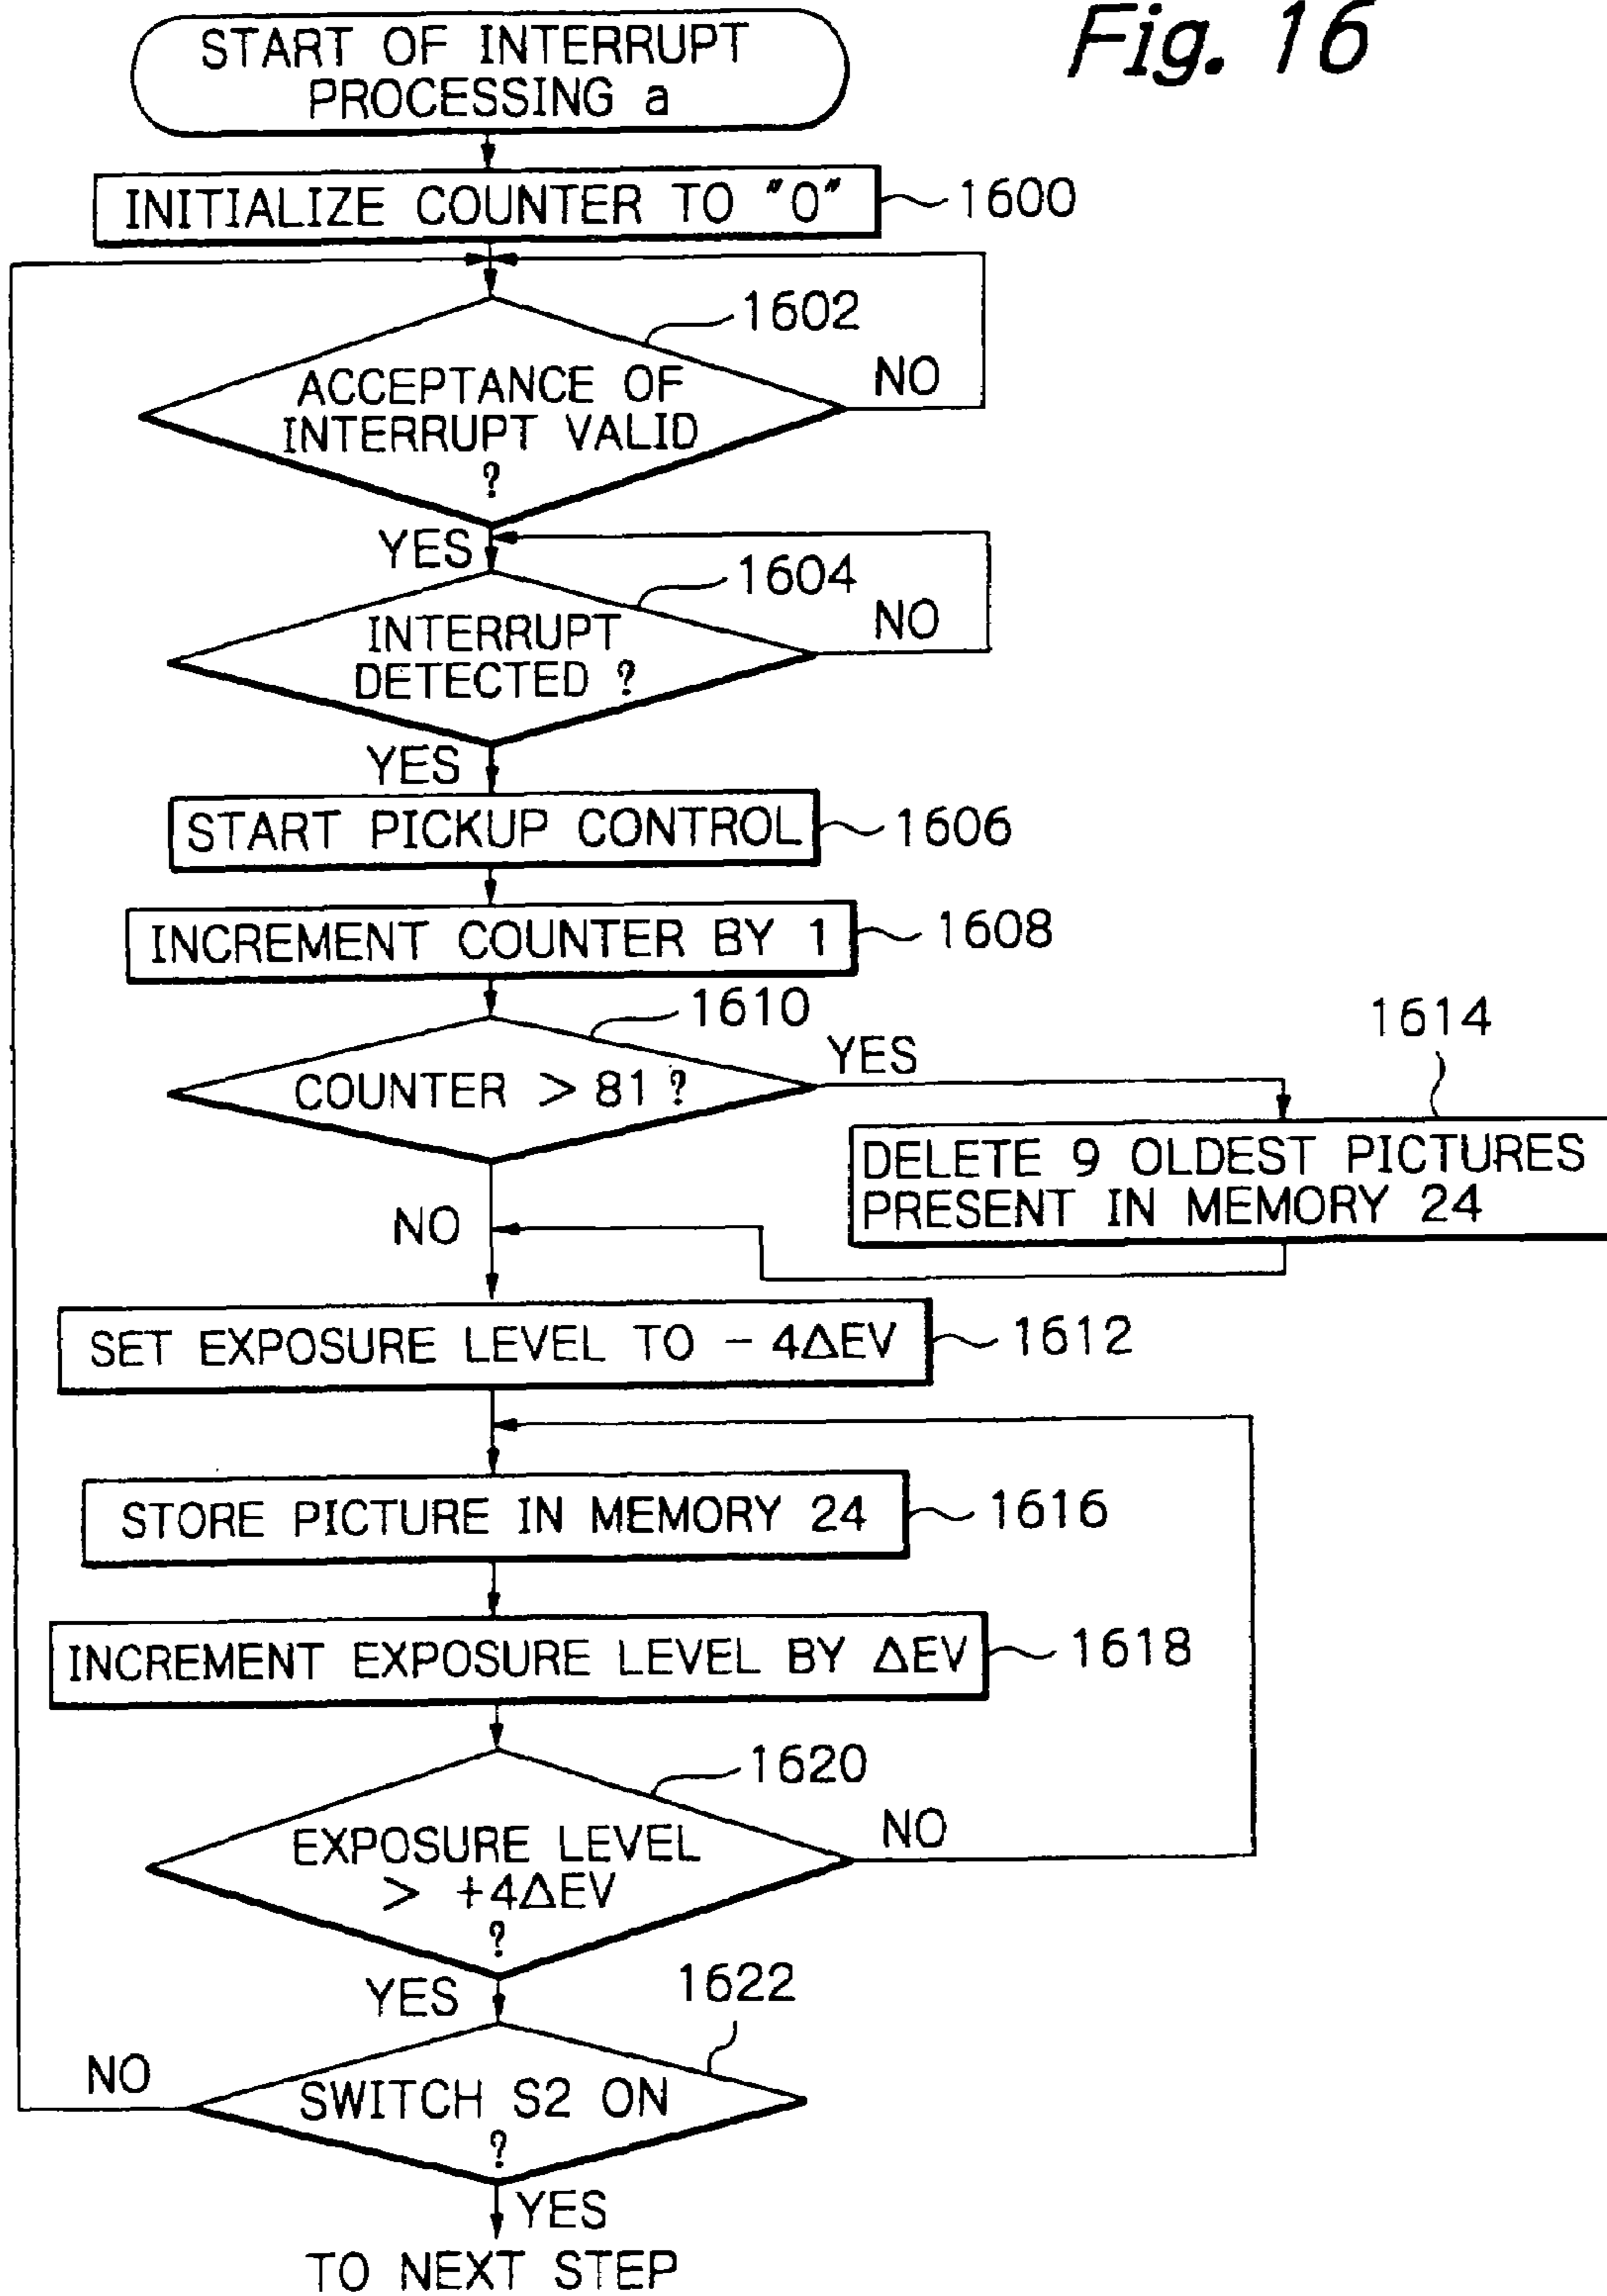 Fig. 16
START OF INTERRUPT
PROCESSING a
INITIALIZE COUNTER TO "0"
1600
1602
ACCEPTANCE OF
INTERRUPT VALID
?
NO
YES
1604
INTERRUPT
DETECTED ?
NO
YES
START PICKUP CONTROL
1606
INCREMENT COUNTER BY 1
1608
1610
COUNTER > 81 ?
YES
1614
DELETE 9 OLDEST PICTURES
PRESENT IN MEMORY 24
NO
SET EXPOSURE LEVEL TO - 4ΔEV
1612
STORE PICTURE IN MEMORY 24
1616
INCREMENT EXPOSURE LEVEL BY ΔEV
1618
1620
EXPOSURE LEVEL
> +4ΔEV
?
NO
YES
1622
SWITCH S2 ON
?
NO
YES
TO NEXT STEP